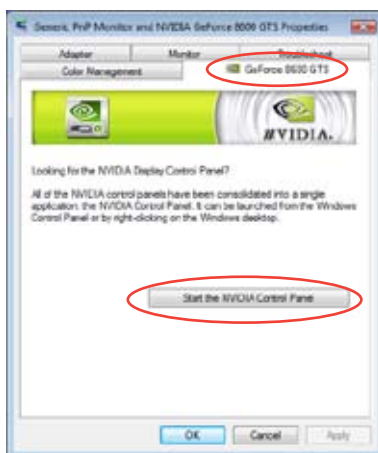 Generic PnP Monitor and NVIDIA GeForce 8600 GTS Properties
Adapter Monitor Troubleshoot
Color Management GeForce 8600 GTS
NVIDIA.
Looking for the NVIDIA Display Control Panel?
All of the NVIDIA control panels have been consolidated into a single
application: the NVIDIA Control Panel. It can be launched from the Windows
Control Panel or by right-clicking on the Windows desktop.
Start the NVIDIA Control Panel
OK Cancel Apply